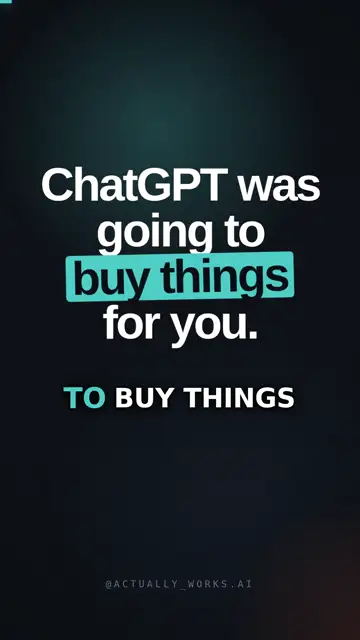 ChatGPT was
going to
buy things
for you.
TO BUY THINGS
@ACTUALLY_WORKS.AI